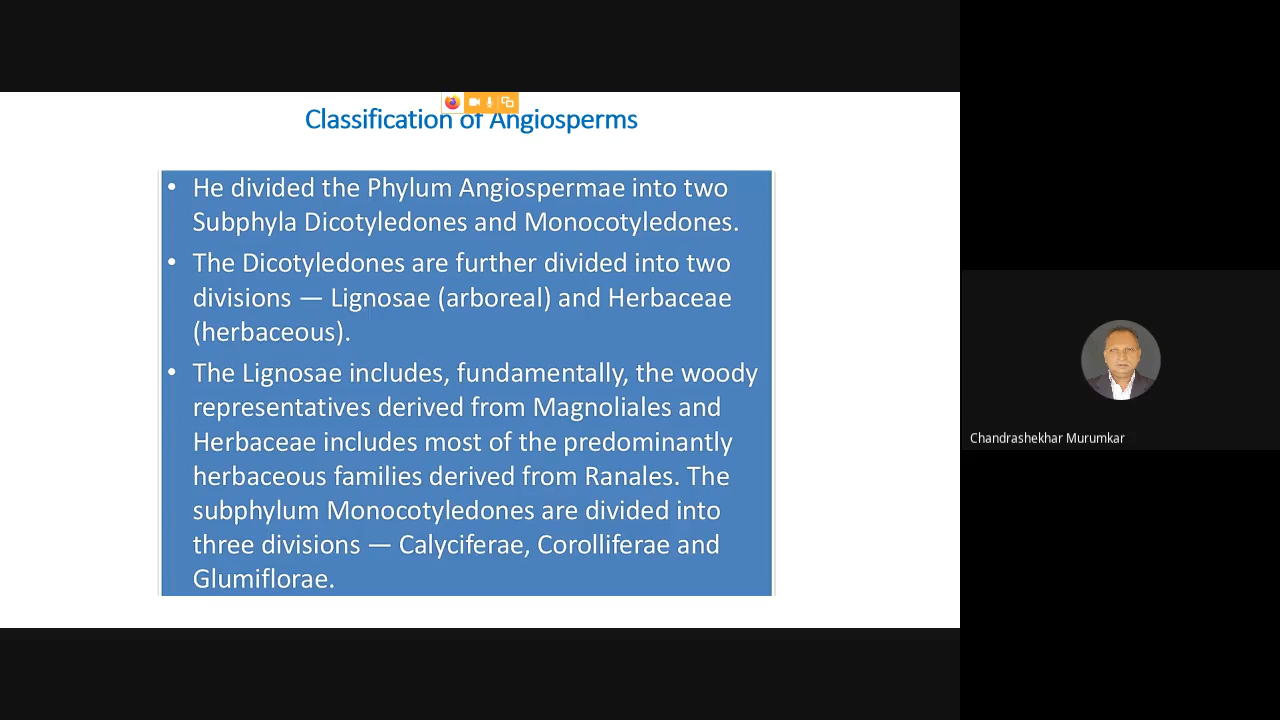 Classification of Angiosperms
• He divided the Phylum Angiospermae into two
Subphyla Dicotyledones and Monocotyledones.
• The Dicotyledones are further divided into two
divisions — Lignosae (arboreal) and Herbaceae
(herbaceous).
• The Lignosae includes, fundamentally, the woody
representatives derived from Magnoliales and
Herbaceae includes most of the predominantly
herbaceous families derived from Ranales. The
subphylum Monocotyledones are divided into
three divisions — Calyciferae, Corolliferae and
Glumiflorae.
Chandrashekhar Murumkar